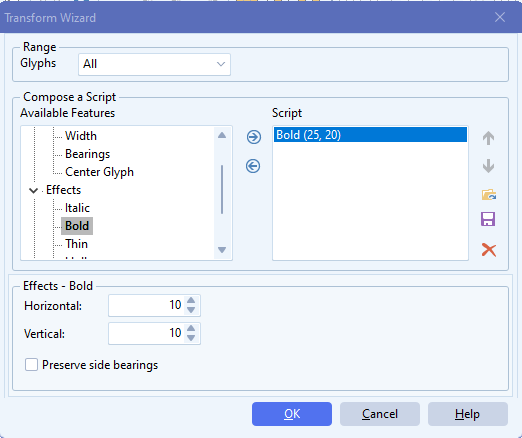 Transform Wizard
Range
Glyphs
All
Compose a Script
Available Features
Script
Width
Bearings
Center Glyph
Effects
Italic
Bold
Thin
Bold (25, 20)
Effects - Bold
Horizontal:
10
Vertical:
10
Preserve side bearings
OK
Cancel
Help